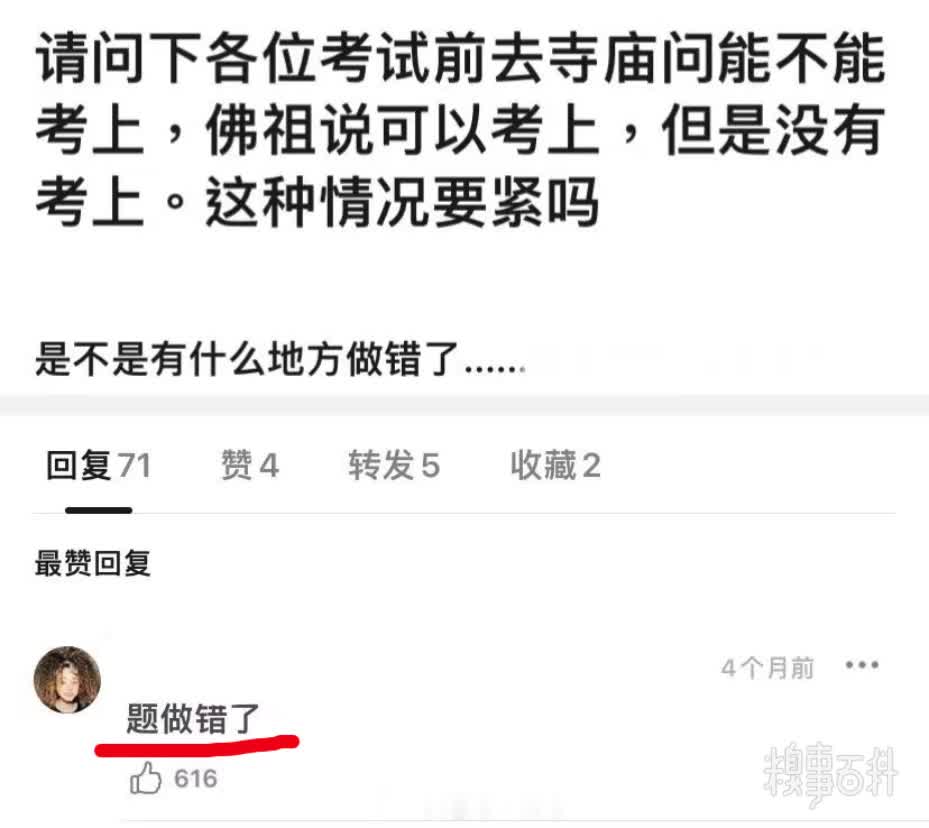 请问下各位考试前去寺庙问能不能
考上，佛祖说可以考上，但是没有
考上。这种情况要紧吗
是不是有什么地方做错了......
回复71 赞4 转发5 收藏2
最赞回复
4个月前 •••
题做错了
616
糗事百科